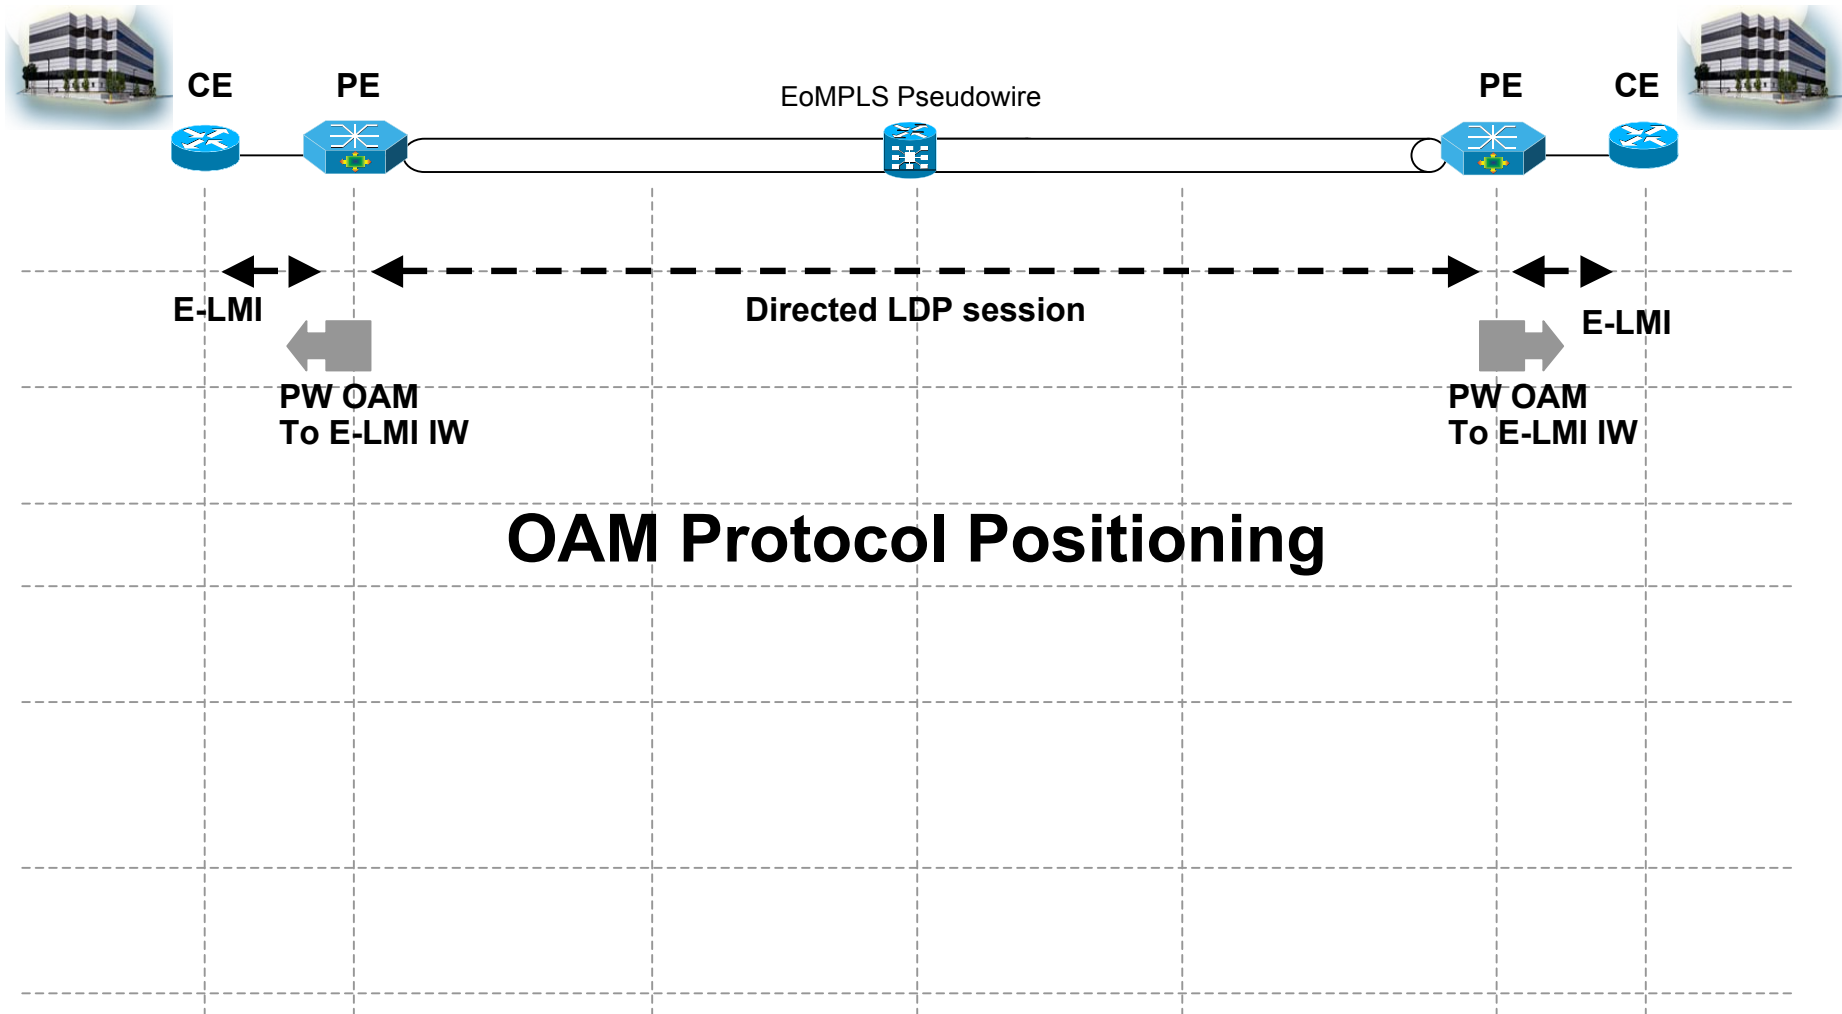 CE
PE
EoMPLS Pseudowire
PE
CE
E-LMI
Directed LDP session
E-LMI
PW OAM
To E-LMI IW
PW OAM
To E-LMI IW
OAM Protocol Positioning